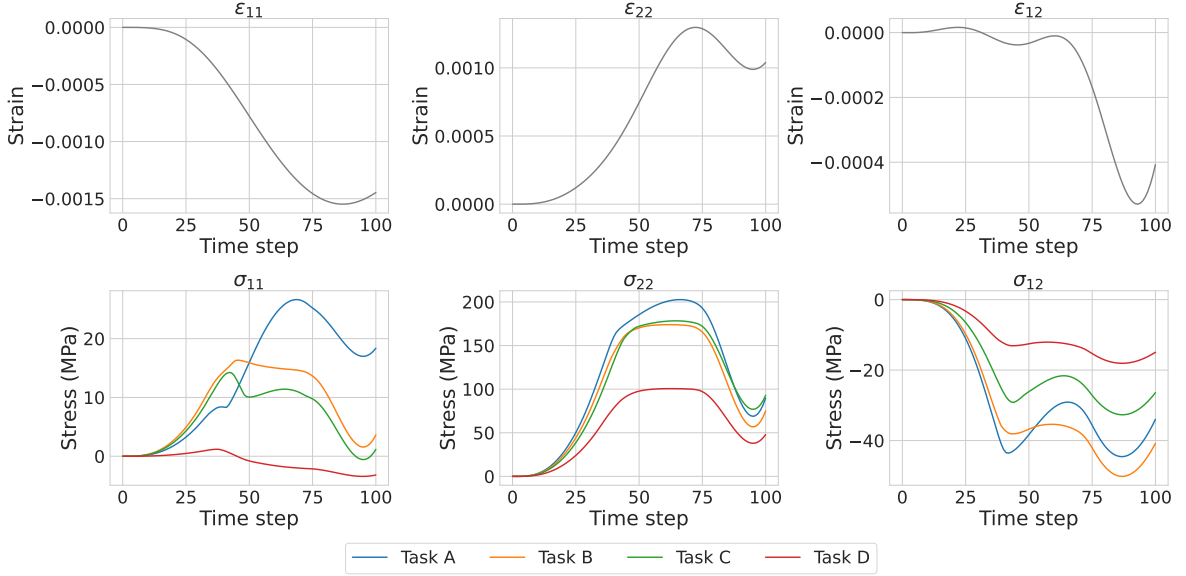 ε11
ε22
ε12
Strain
0.0000
−0.0005
−0.0010
−0.0015
0 25 50 75 100
Time step
Strain
0.0010
0.0005
0.0000
0 25 50 75 100
Time step
Strain
0.0000
−0.0002
−0.0004
0 25 50 75 100
Time step
σ11
σ22
σ12
Stress (MPa)
20
10
0
0 25 50 75 100
Time step
Stress (MPa)
200
150
100
50
0
0 25 50 75 100
Time step
Stress (MPa)
0
−20
−40
0 25 50 75 100
Time step
Task A Task B Task C Task D